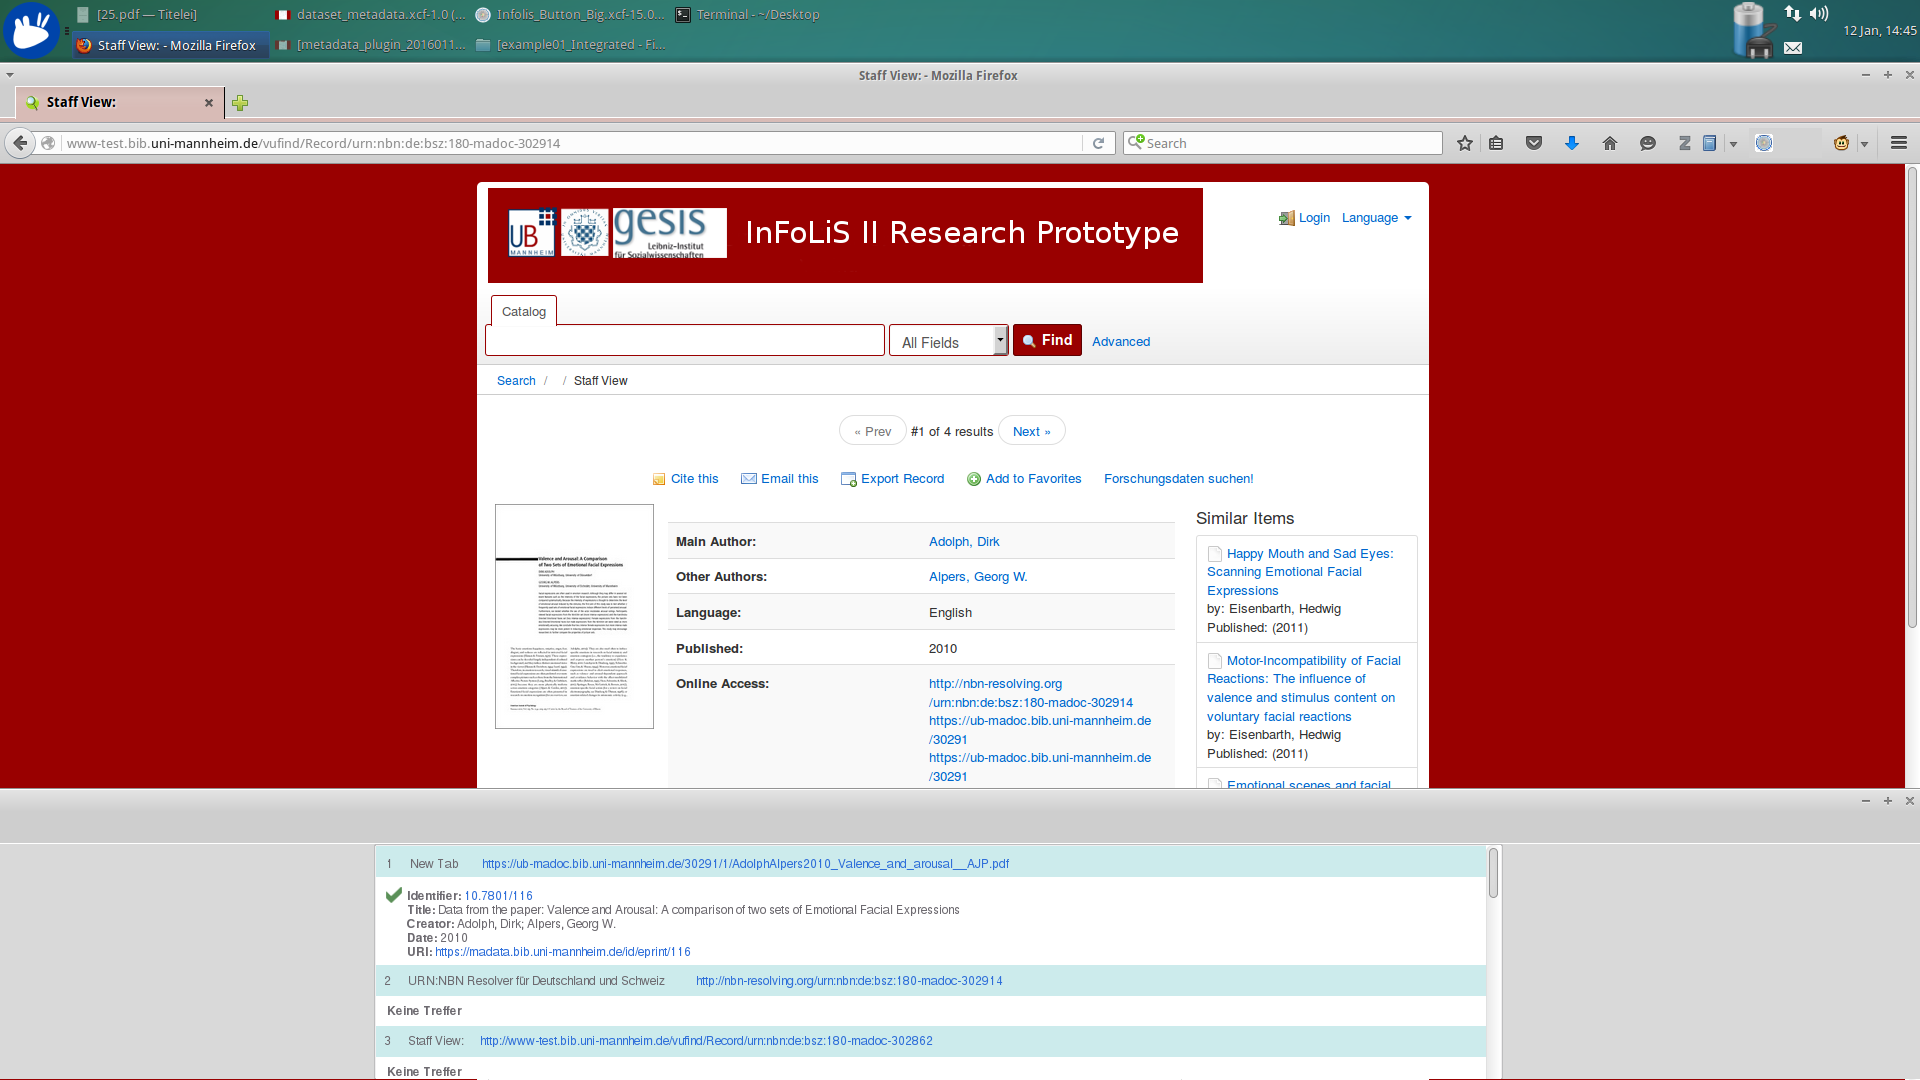 [25.pdf — Titelei]
dataset_metadata.xcf-1.0 (...
Infolis_Button_Big.xcf-15.0...
Terminal - ~/Desktop
Staff View: - Mozilla Firefox
[metadata_plugin_2016011...
[example01_Integrated - Fi...
12 Jan, 14:45
Staff View: - Mozilla Firefox
Staff View:
www-test.bib.uni-mannheim.de/vufind/Record/urn:nbn:de:bsz:180-madoc-302914
Search
UB MANNHEIM
gesis
Leibniz-Institut
für Sozialwissenschaften
InFoLiS II Research Prototype
Login Language
Catalog
All Fields
Find
Advanced
Search / / Staff View
« Prev #1 of 4 results Next »
Cite this Email this Export Record Add to Favorites Forschungsdaten suchen!
Valence and Arousal: A Comparison
of Two Sets of Emotional Facial Expressions
Main Author: Adolph, Dirk
Other Authors: Alpers, Georg W.
Language: English
Published: 2010
Online Access: http://nbn-resolving.org
/urn:nbn:de:bsz:180-madoc-302914
https://ub-madoc.bib.uni-mannheim.de
/30291
https://ub-madoc.bib.uni-mannheim.de
/30291
Similar Items
Happy Mouth and Sad Eyes:
Scanning Emotional Facial
Expressions
by: Eisenbarth, Hedwig
Published: (2011)
Motor-Incompatibility of Facial
Reactions: The influence of
valence and stimulus content on
voluntary facial reactions
by: Eisenbarth, Hedwig
Published: (2011)
Emotional scenes and facial
1 New Tab https://ub-madoc.bib.uni-mannheim.de/30291/1/AdolphAlpers2010_Valence_and_arousal__AJP.pdf
Identifier: 10.7801/116
Title: Data from the paper: Valence and Arousal: A comparison of two sets of Emotional Facial Expressions
Creator: Adolph, Dirk; Alpers, Georg W.
Date: 2010
URI: https://madata.bib.uni-mannheim.de/id/eprint/116
2 URN:NBN Resolver für Deutschland und Schweiz http://nbn-resolving.org/urn:nbn:de:bsz:180-madoc-302914
Keine Treffer
3 Staff View: http://www-test.bib.uni-mannheim.de/vufind/Record/urn:nbn:de:bsz:180-madoc-302862
Keine Treffer